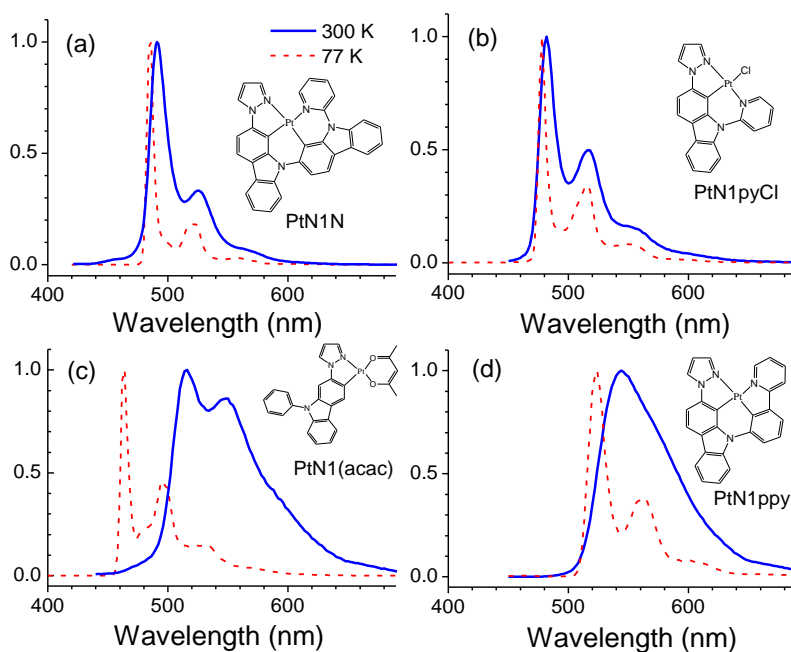 (a)
300 K
77 K
N
N
Pt
N
N
N
PtN1N
1.0
0.5
0.0
400
500
600
Wavelength (nm)
(b)
N
N
Pt
Cl
N
N
PtN1pyCl
1.0
0.5
0.0
400
500
600
Wavelength (nm)
(c)
N
N
Pt
O
O
N
PtN1(acac)
1.0
0.5
0.0
400
500
600
Wavelength (nm)
(d)
N
N
Pt
N
N
PtN1ppy
1.0
0.5
0.0
400
500
600
Wavelength (nm)